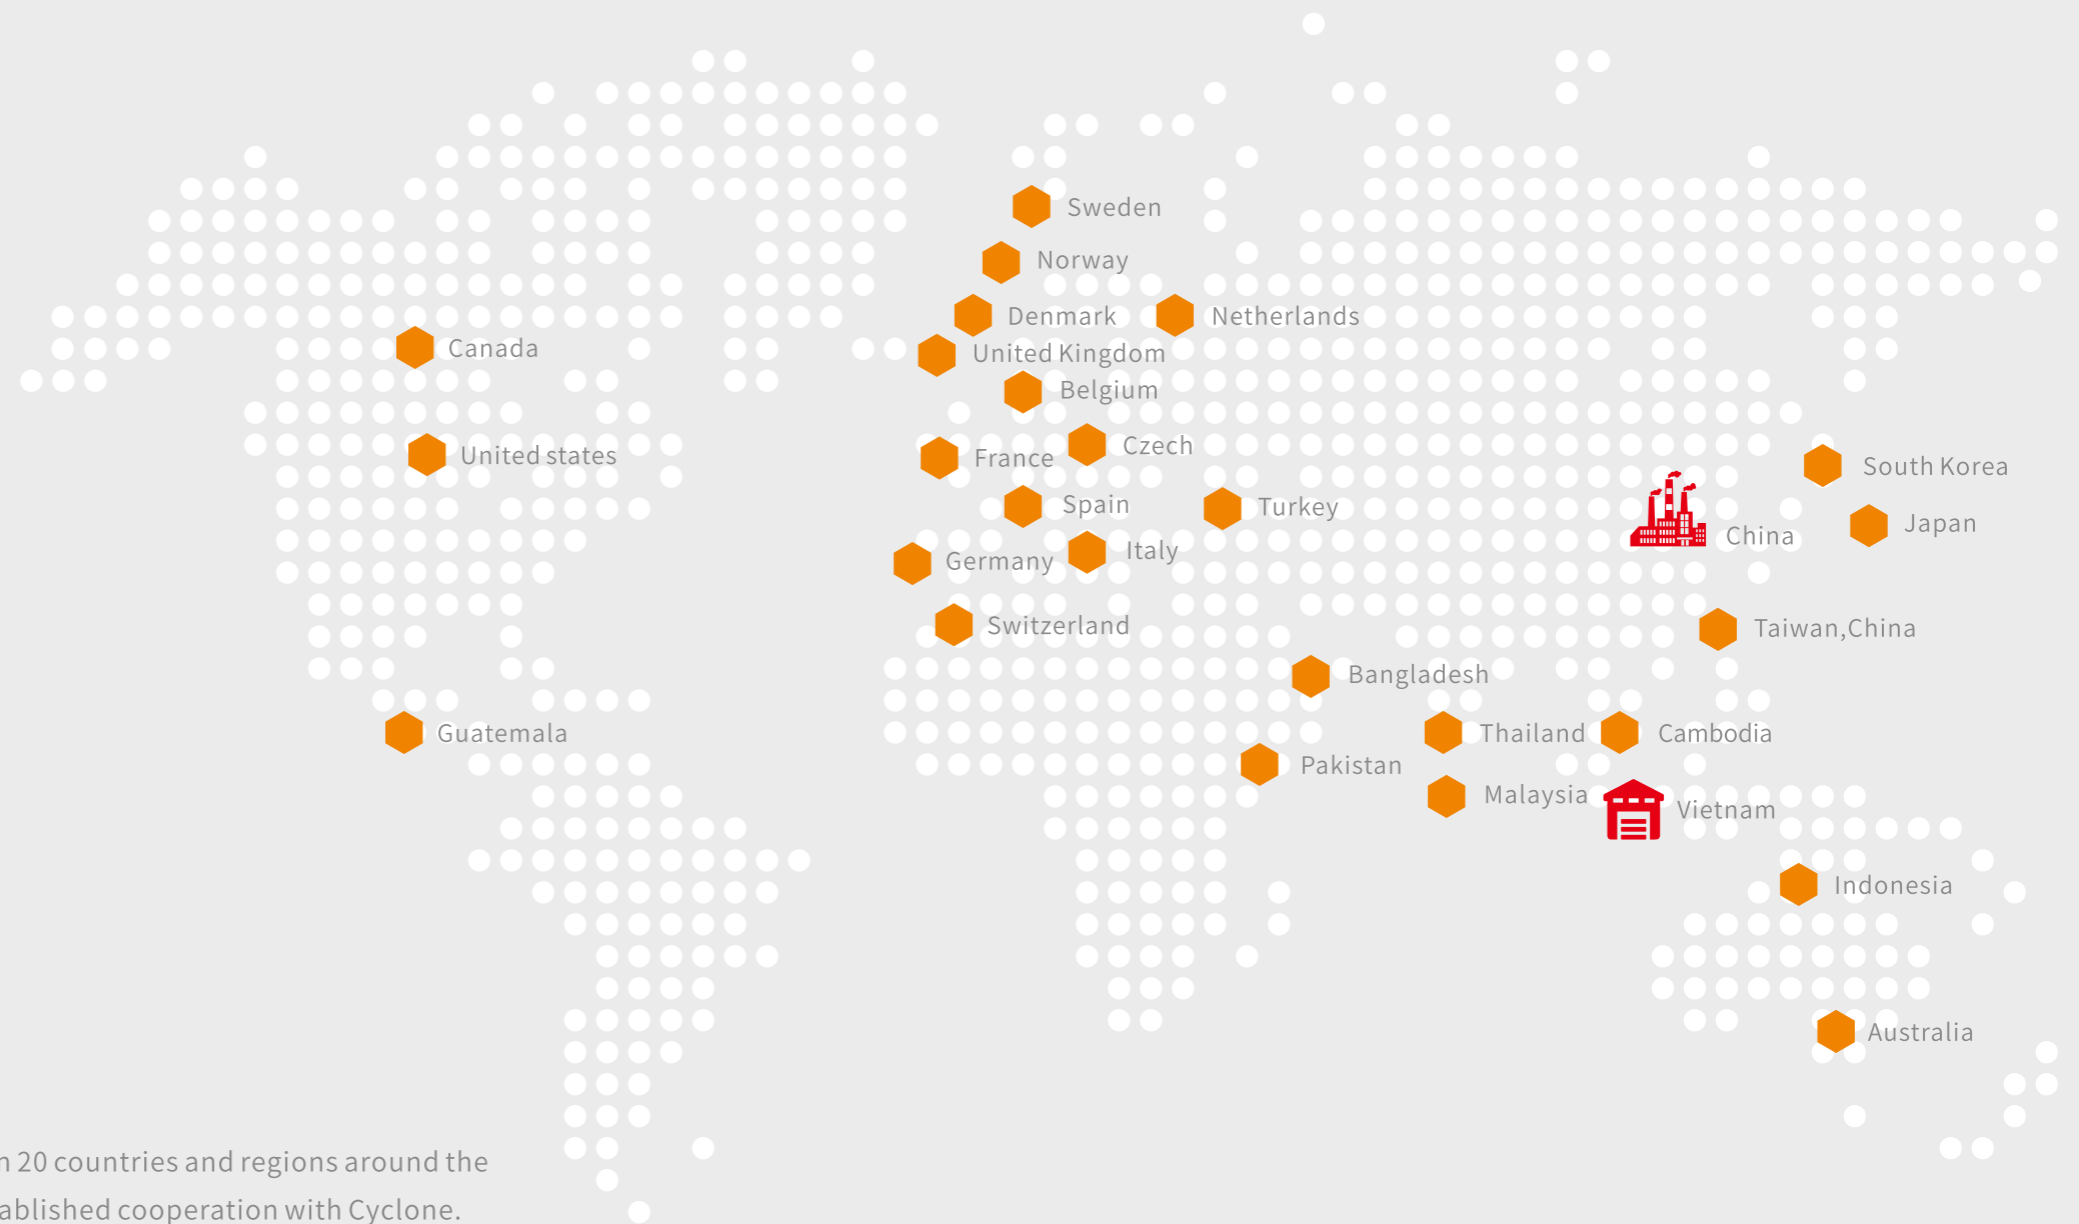 Sweden
Norway
Denmark
Netherlands
Canada
United Kingdom
Belgium
Czech
United states
France
South Korea
Spain
Turkey
Japan
China
Italy
Germany
Switzerland
Taiwan,China
Bangladesh
Guatemala
Thailand
Cambodia
Pakistan
Malaysia
Vietnam
Indonesia
Australia
20 countries and regions around the
cooperation with Cyclone.